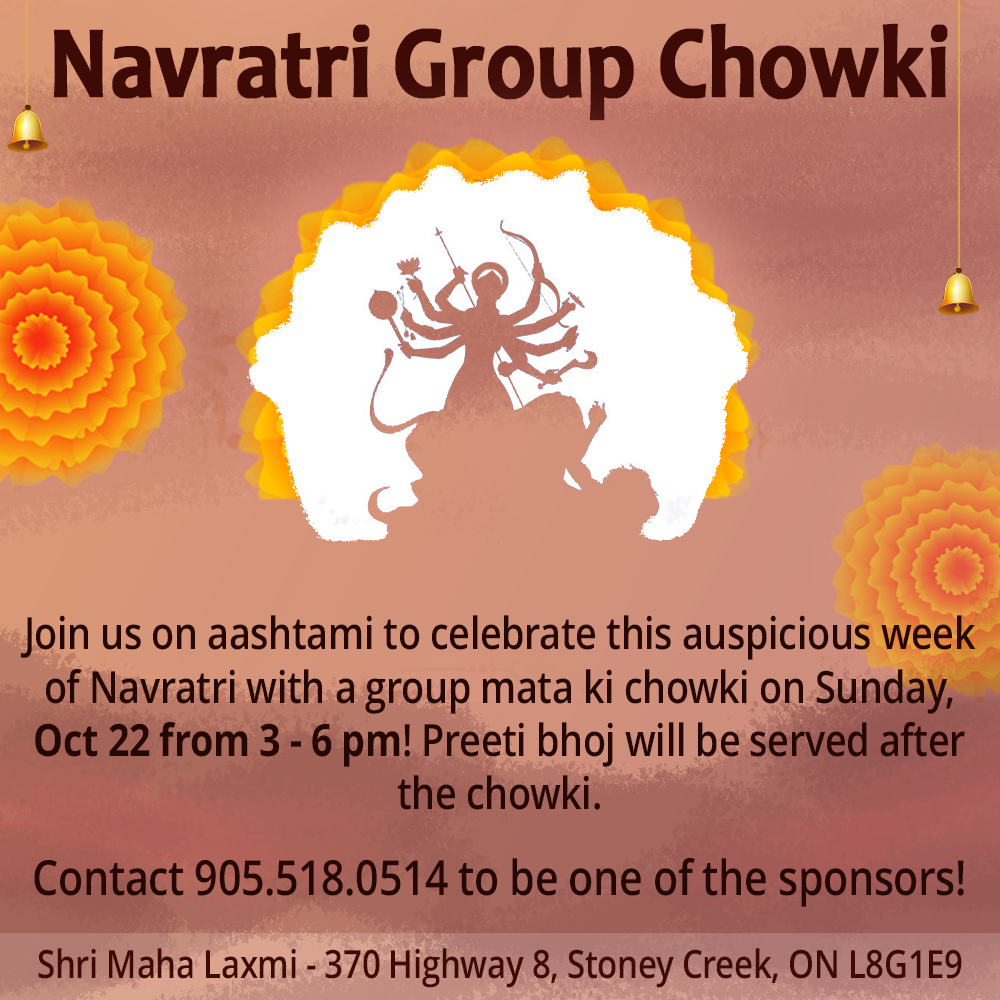 Navratri Group Chowki
Join us on aashtami to celebrate this auspicious week
of Navratri with a group mata ki chowki on Sunday,
Oct 22 from 3 - 6 pm! Preeti bhoj will be served after
the chowki.
Contact 905.518.0514 to be one of the sponsors!
Shri Maha Laxmi - 370 Highway 8, Stoney Creek, ON L8G1E9